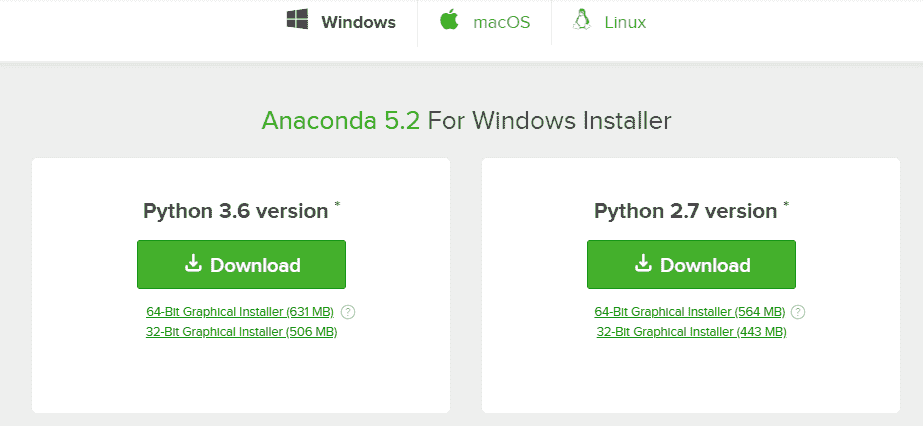 Windows macOS Linux
Anaconda 5.2 For Windows Installer
Python 3.6 version *
Download
64-Bit Graphical Installer (631 MB) ?
32-Bit Graphical Installer (506 MB)
Python 2.7 version *
Download
64-Bit Graphical Installer (564 MB) ?
32-Bit Graphical Installer (443 MB)